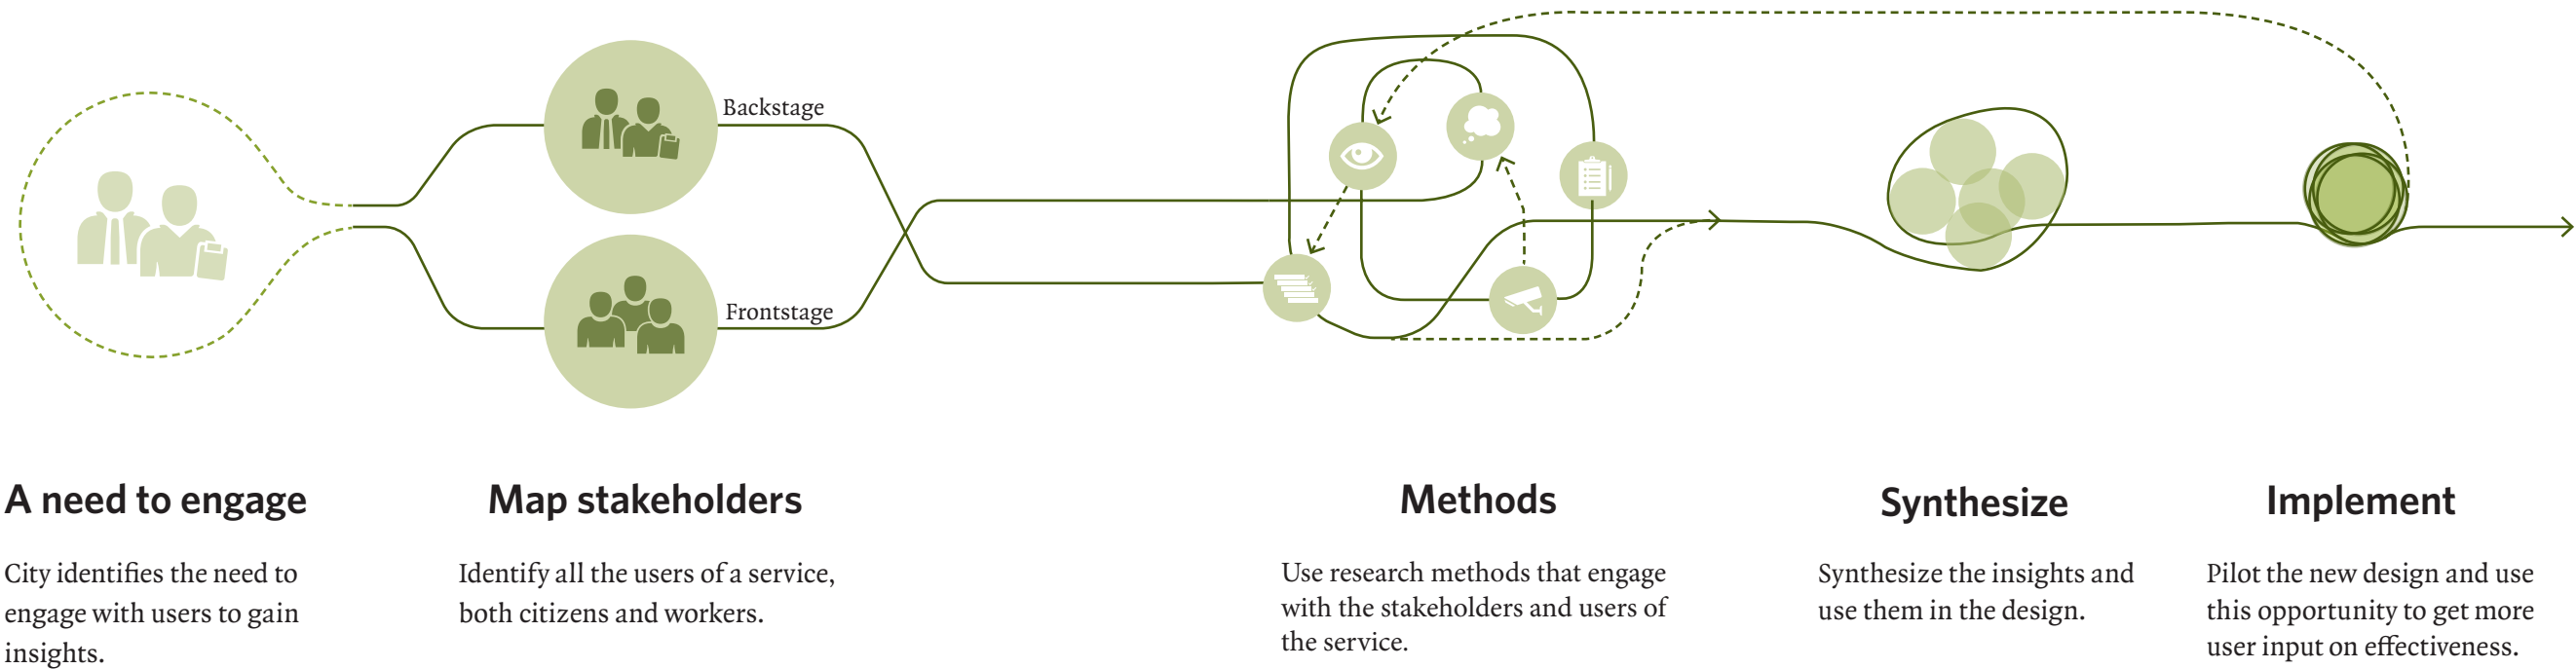 Backstage
Frontstage
A need to engage
City identifies the need to
engage with users to gain
insights.
Map stakeholders
Identify all the users of a service,
both citizens and workers.
Methods
Use research methods that engage
with the stakeholders and users of
the service.
Synthesize
Synthesize the insights and
use them in the design.
Implement
Pilot the new design and use
this opportunity to get more
user input on effectiveness.